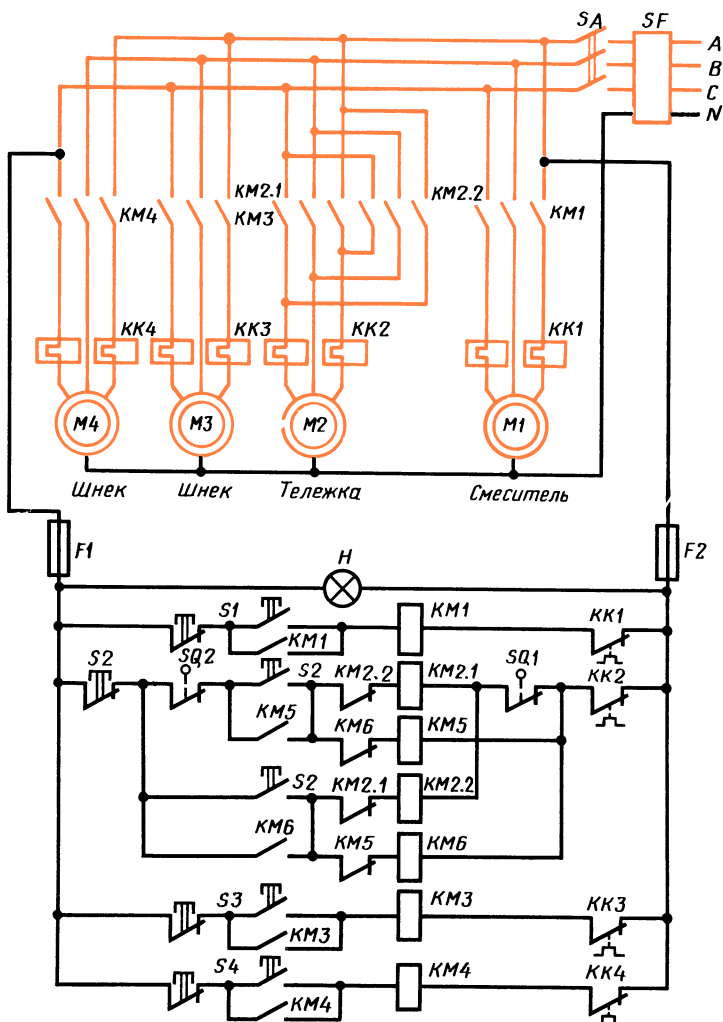 SA SF
A
B
C
N
KM4
KM2.1
KM3
KM2.2
KM1
KK4 KK3 KK2 KK1
M4 M3 M2 M1
Шнек Шнек Тележка Смеситель
F1 F2
H
S1 KM1 KK1
KM1
S2 SQ2 S2 KM2.2 KM2.1 SQ1 KK2
KM5 KM6 KM5
S2 KM2.1 KM2.2
KM6 KM5 KM6
S3 KM3 KK3
KM3
S4 KM4 KK4
KM4